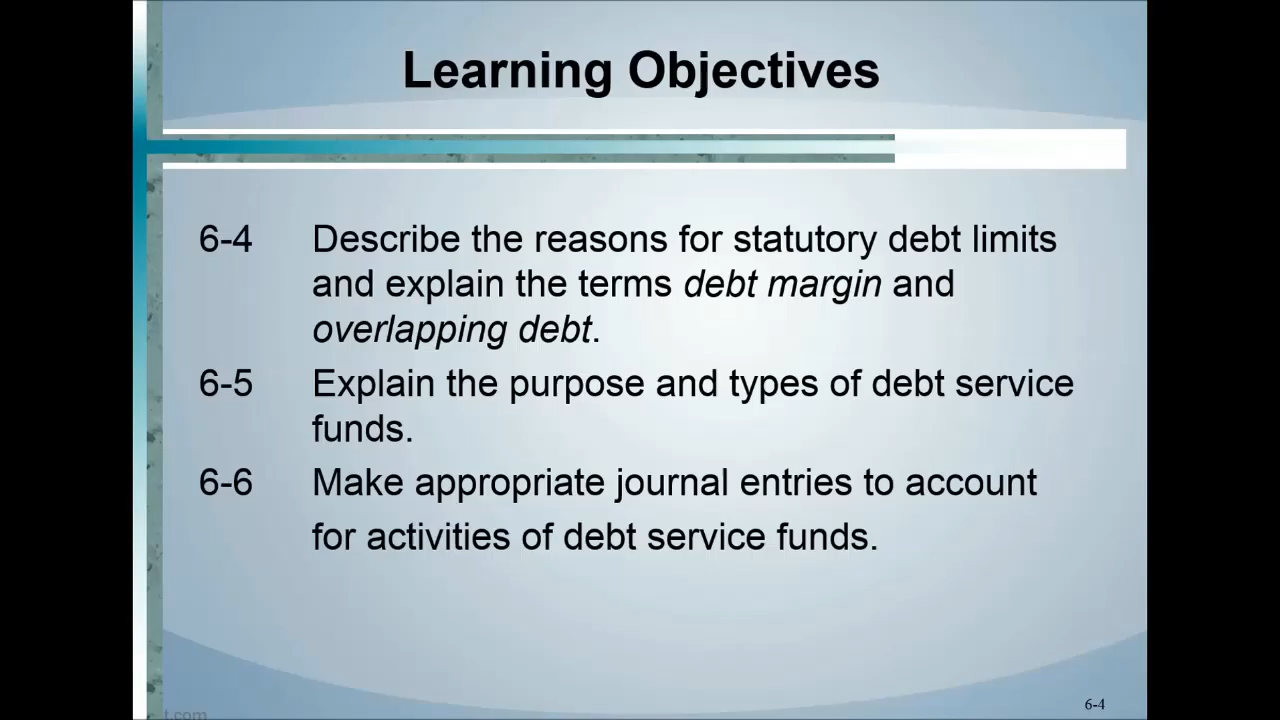 Learning Objectives
6-4 Describe the reasons for statutory debt limits
and explain the terms debt margin and
overlapping debt.
6-5 Explain the purpose and types of debt service
funds.
6-6 Make appropriate journal entries to account
for activities of debt service funds.
6-4
t.com